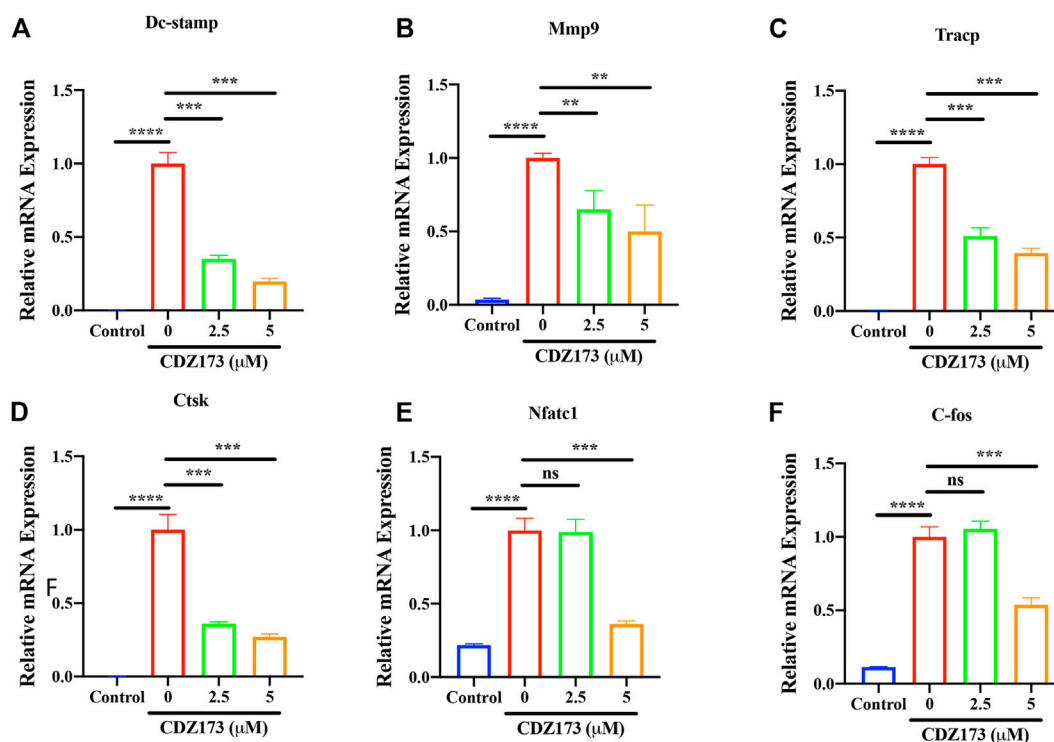 A
Dc-stamp
Relative mRNA Expression
1.5
1.0
0.5
0.0
***
***
****
Control
0
2.5
5
CDZ173 (μM)
B
Mmp9
Relative mRNA Expression
1.5
1.0
0.5
0.0
**
**
****
Control
0
2.5
5
CDZ173 (μM)
C
Tracp
Relative mRNA Expression
1.5
1.0
0.5
0.0
***
***
****
Control
0
2.5
5
CDZ173 (μM)
D
Ctsk
Relative mRNA Expression
F
1.5
1.0
0.5
0.0
***
***
****
Control
0
2.5
5
CDZ173 (μM)
E
Nfatc1
Relative mRNA Expression
1.5
1.0
0.5
0.0
***
ns
****
Control
0
2.5
5
CDZ173 (μM)
F
C-fos
Relative mRNA Expression
1.5
1.0
0.5
0.0
***
ns
****
Control
0
2.5
5
CDZ173 (μM)